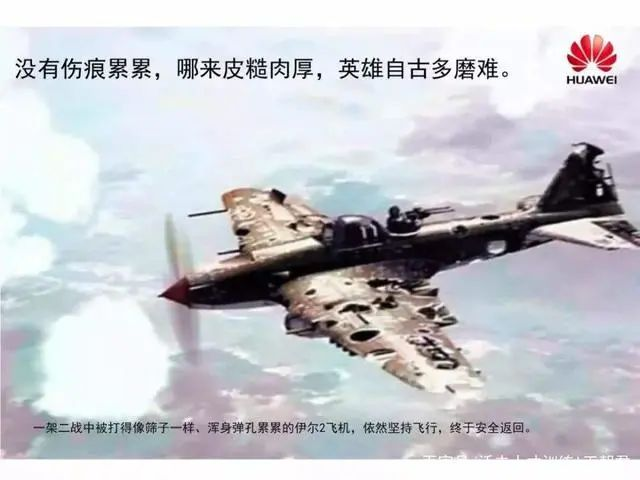 没有伤痕累累，哪来皮糙肉厚，英雄自古多磨难。
HUAWEI
一架二战中被打得像筛子一样、浑身弹孔累累的伊尔2飞机，依然坚持飞行，终于安全返回。